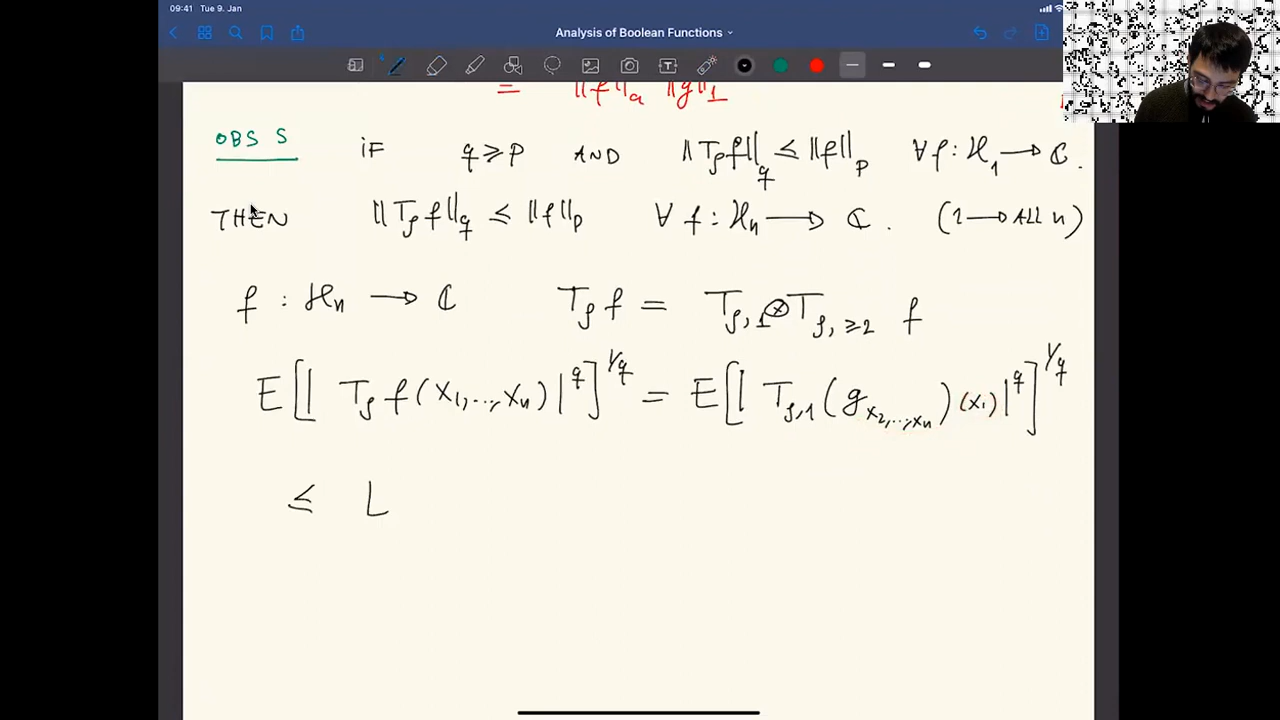 09:41 Tue 9. Jan
Analysis of Boolean Functions
= ||f||_a ||g||_1
OBS S IF q ≥ p AND ||T_ρ f||_q ≤ ||f||_p ∀ f : H_1 → ℂ.
THEN ||T_ρ f||_q ≤ ||f||_p ∀ f : H_n → ℂ. (1 → ALL n)
f : H_n → ℂ T_ρ f = T_{ρ,1} ⊗ T_{ρ,≥2} f
E[| T_ρ f(x_1,...,x_n)|^q]^{1/q} = E[| T_{ρ,1}(g_{x_2,...,x_n})(x_1)|^q]^{1/q}
≤ L